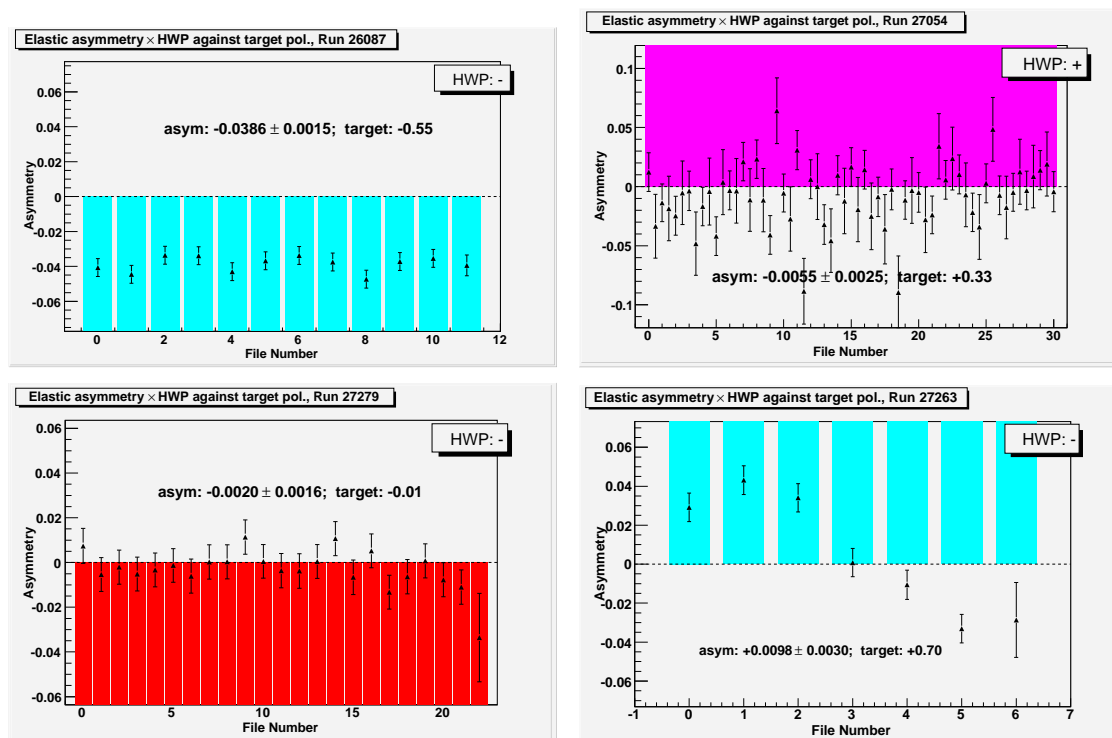 Elastic asymmetry × HWP against target pol., Run 26087
HWP: -
asym: -0.0386 ± 0.0015; target: -0.55
Asymmetry
0.06
0.04
0.02
0
-0.02
-0.04
-0.06
0 2 4 6 8 10 12
File Number
Elastic asymmetry × HWP against target pol., Run 27054
HWP: +
asym: -0.0055 ± 0.0025; target: +0.33
Asymmetry
0.1
0.05
0
-0.05
-0.1
0 5 10 15 20 25 30
File Number
Elastic asymmetry × HWP against target pol., Run 27279
HWP: -
asym: -0.0020 ± 0.0016; target: -0.01
Asymmetry
0.06
0.04
0.02
0
-0.02
-0.04
-0.06
0 5 10 15 20
File Number
Elastic asymmetry × HWP against target pol., Run 27263
HWP: -
asym: +0.0098 ± 0.0030; target: +0.70
Asymmetry
0.06
0.04
0.02
0
-0.02
-0.04
-0.06
-1 0 1 2 3 4 5 6 7
File Number